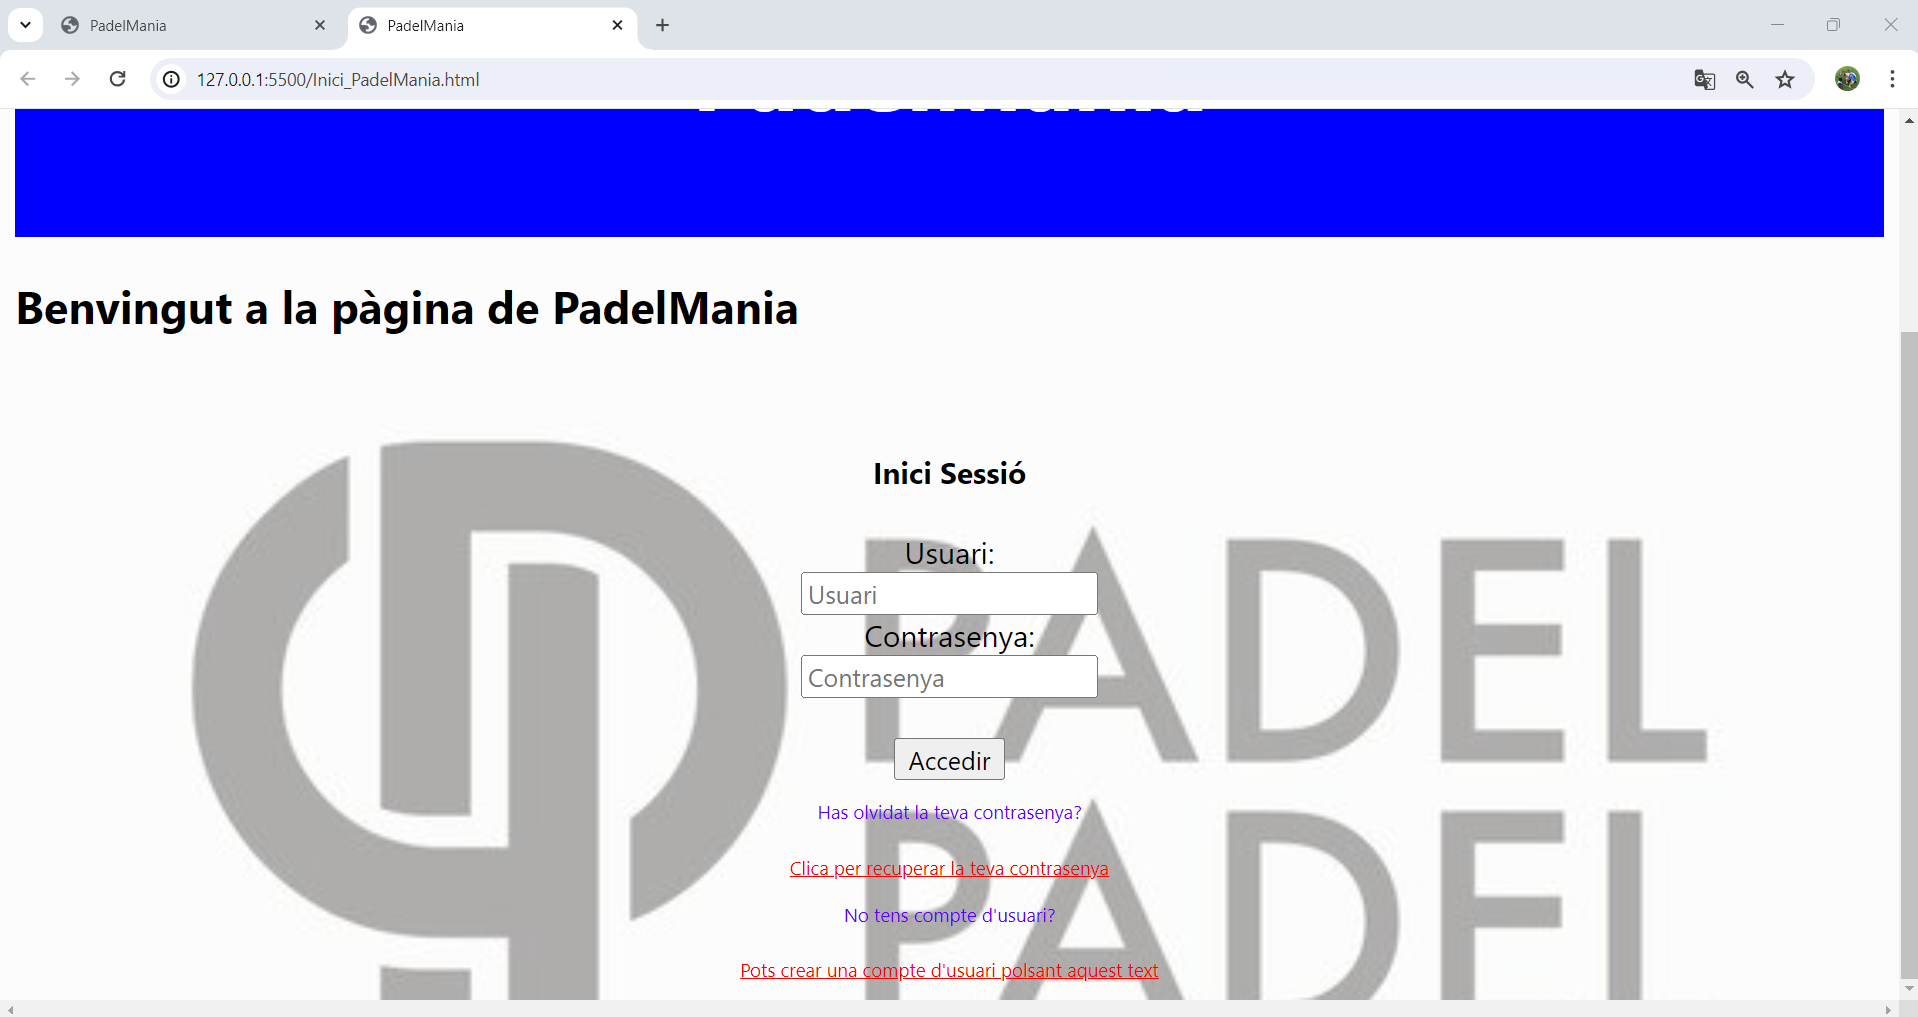 PadelMania
PadelMania
127.0.0.1:5500/Inici_PadelMania.html
PadelMania
Benvingut a la pàgina de PadelMania
Inici Sessió
Usuari:
Usuari
Contrasenya:
Contrasenya
Accedir
Has olvidat la teva contrasenya?
Clica per recuperar la teva contrasenya
No tens compte d'usuari?
Pots crear una compte d'usuari polsant aquest text
PADEL
PADEL